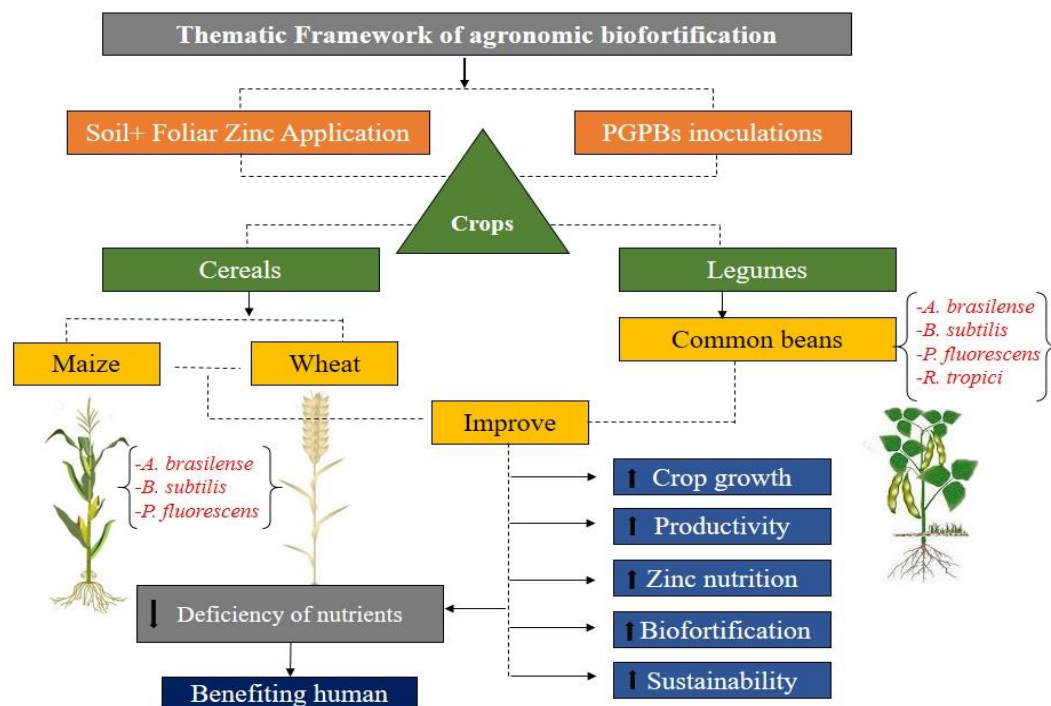 Thematic Framework of agronomic biofortification
Soil+ Foliar Zinc Application
PGPBs inoculations
Crops
Cereals
Legumes
Maize
Wheat
Common beans
-A. brasilense
-B. subtilis
-P. fluorescens
-R. tropici
Improve
-A. brasilense
-B. subtilis
-P. fluorescens
Crop growth
Productivity
Zinc nutrition
Biofortification
Sustainability
Deficiency of nutrients
Benefiting human